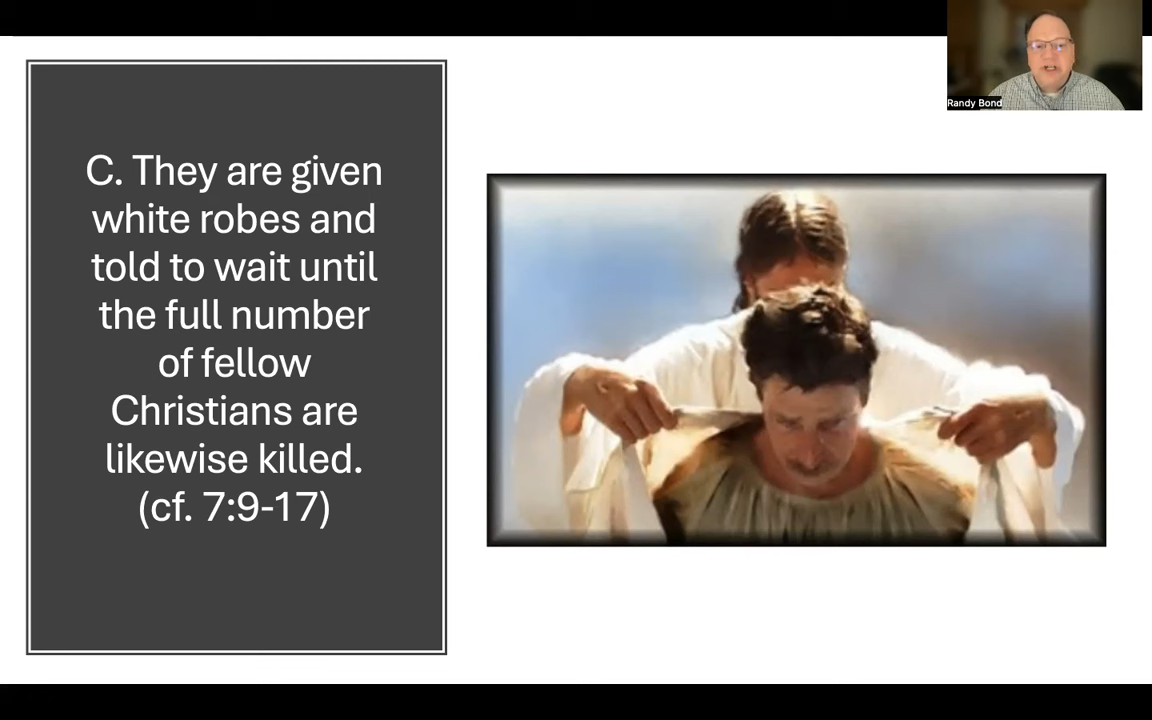 C. They are given
white robes and
told to wait until
the full number
of fellow
Christians are
likewise killed.
(cf. 7:9-17)
Randy Bond